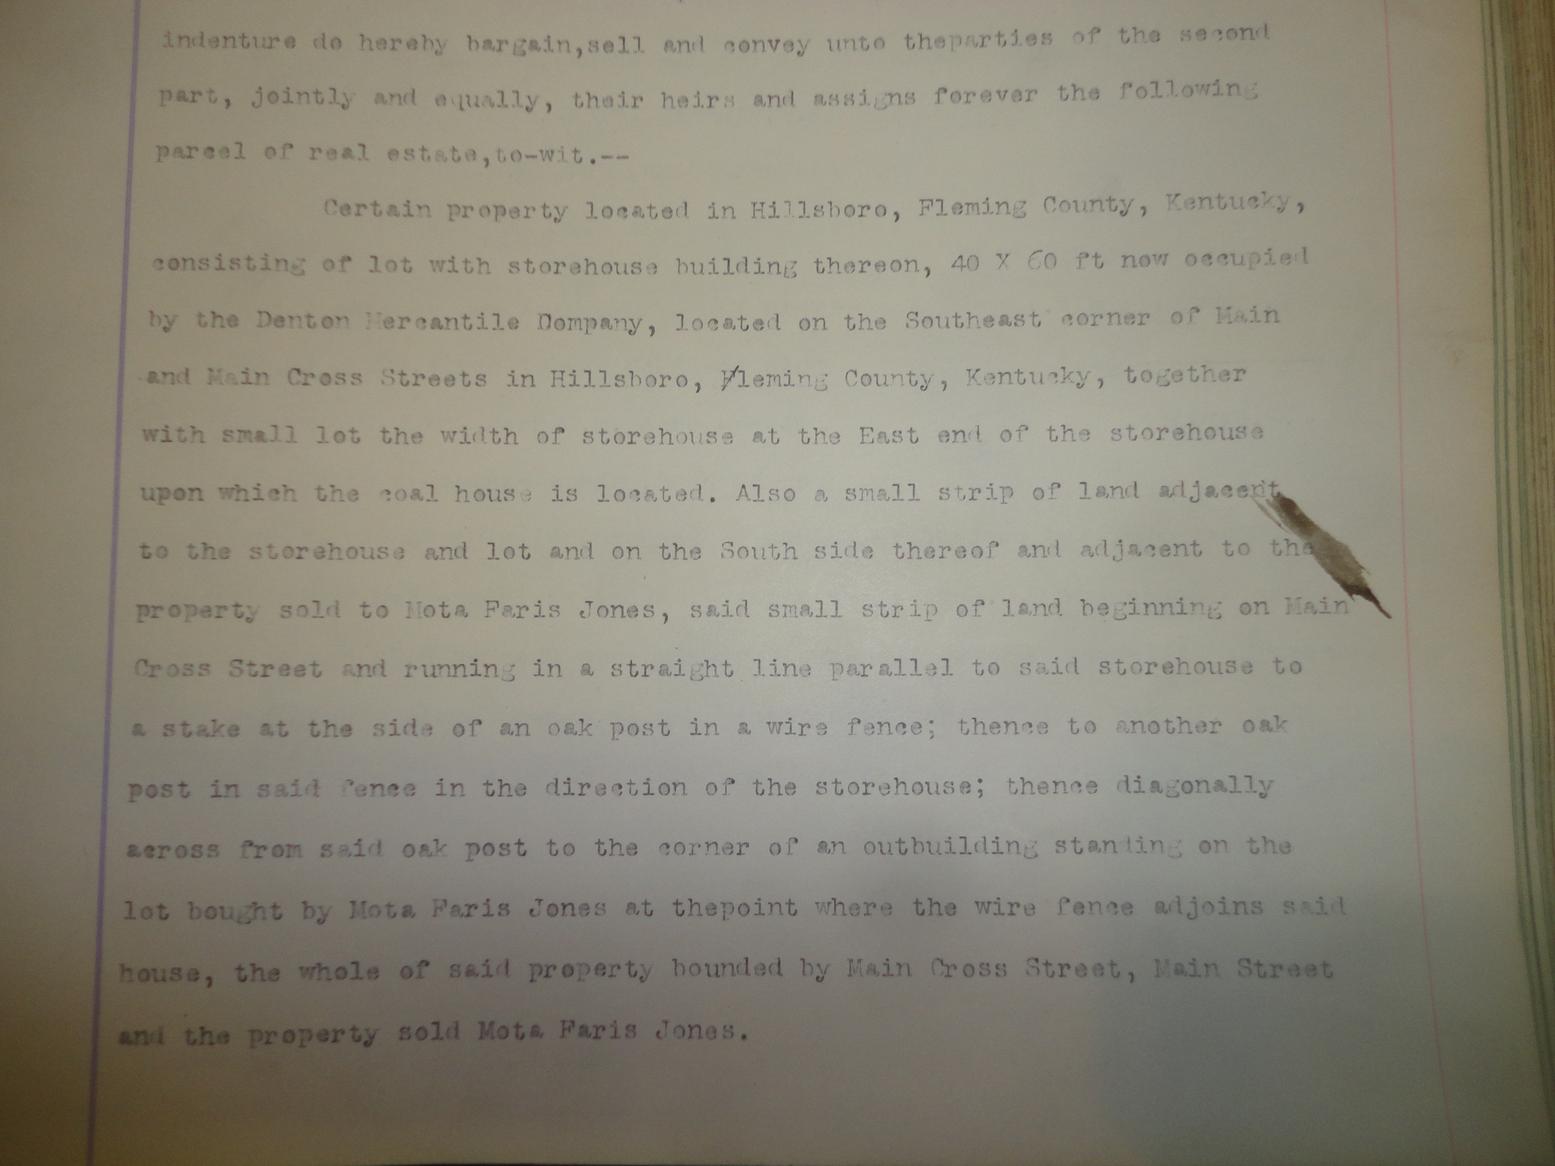 indenture do hereby bargain,sell and convey unto theparties of the second
part, jointly and equally, their heirs and assigns forever the following
parcel of real estate,to-wit.--
Certain property located in Hillsboro, Fleming County, Kentucky,
consisting of lot with storehouse building thereon, 40 X 60 ft now occupied
by the Denton Mercantile Dompany, located on the Southeast corner of Main
and Main Cross Streets in Hillsboro, Fleming County, Kentucky, together
with small lot the width of storehouse at the East end of the storehouse
upon which the coal house is located. Also a small strip of land adjacent
to the storehouse and lot and on the South side thereof and adjacent to the
property sold to Mota Faris Jones, said small strip of land beginning on Main
Cross Street and running in a straight line parallel to said storehouse to
a stake at the side of an oak post in a wire fence; thence to another oak
post in said fence in the direction of the storehouse; thence diagonally
across from said oak post to the corner of an outbuilding standing on the
lot bought by Mota Faris Jones at thepoint where the wire fence adjoins said
house, the whole of said property bounded by Main Cross Street, Main Street
and the property sold Mota Faris Jones.